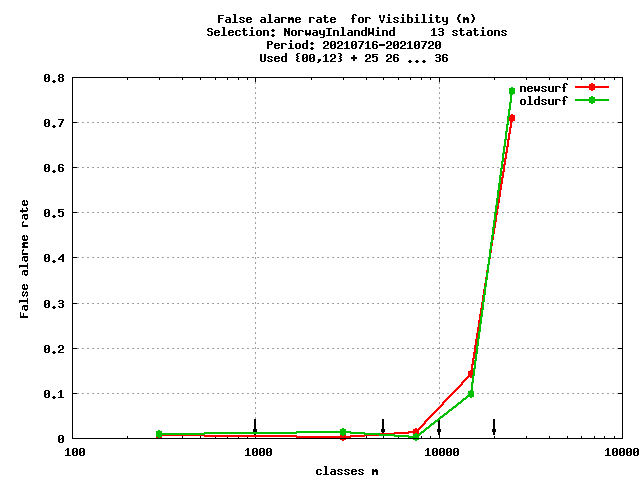 False alarme rate  for Visibility (m)
Selection: NorwayInlandWind     13 stations
Period: 20210716-20210720
Used {00,12} + 25 26 ... 36
newsurf
oldsurf
0.8
0.7
0.6
0.5
0.4
0.3
0.2
0.1
0
False alarme rate
100
1000
10000
10000
classes m